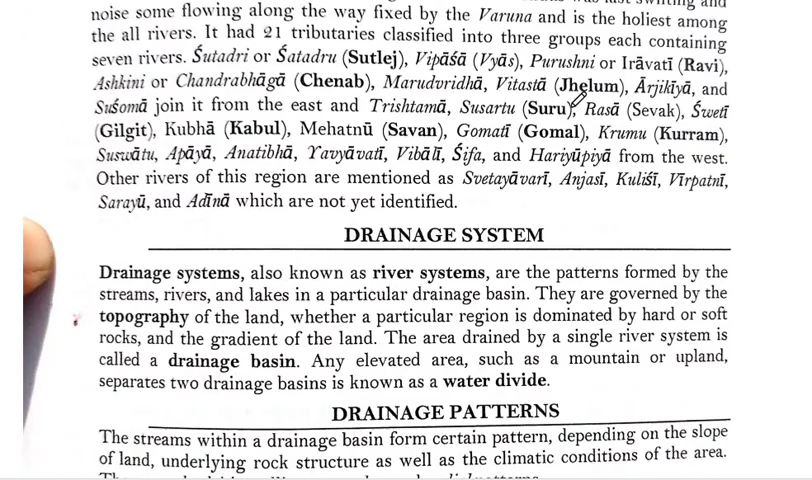 noise some flowing along the way fixed by the Varuna and is the holiest among
the all rivers. It had 21 tributaries classified into three groups each containing
seven rivers. Śutadri or Śatadru (Sutlej), Vipāśā (Vyās), Purushni or Irāvatī (Ravi),
Ashkini or Chandrabhāgā (Chenab), Marudvridhā, Vitastā (Jhelum), Ārjikīyā, and
Suśomā join it from the east and Trishtamā, Susartu (Suru), Rasā (Sevak), Śwetī
(Gilgit), Kubhā (Kabul), Mehatnū (Savan), Gomatī (Gomal), Krumu (Kurram),
Suswātu, Apāyā, Anatibhā, Yavyāvatī, Vibālī, Śifa, and Hariyūpiyā from the west.
Other rivers of this region are mentioned as Svetayāvarī, Anjasī, Kuliśī, Vīrpatnī,
Sarayū, and Adīnā which are not yet identified.
DRAINAGE SYSTEM
Drainage systems, also known as river systems, are the patterns formed by the
streams, rivers, and lakes in a particular drainage basin. They are governed by the
topography of the land, whether a particular region is dominated by hard or soft
rocks, and the gradient of the land. The area drained by a single river system is
called a drainage basin. Any elevated area, such as a mountain or upland,
separates two drainage basins is known as a water divide.
DRAINAGE PATTERNS
The streams within a drainage basin form certain pattern, depending on the slope
of land, underlying rock structure as well as the climatic conditions of the area.